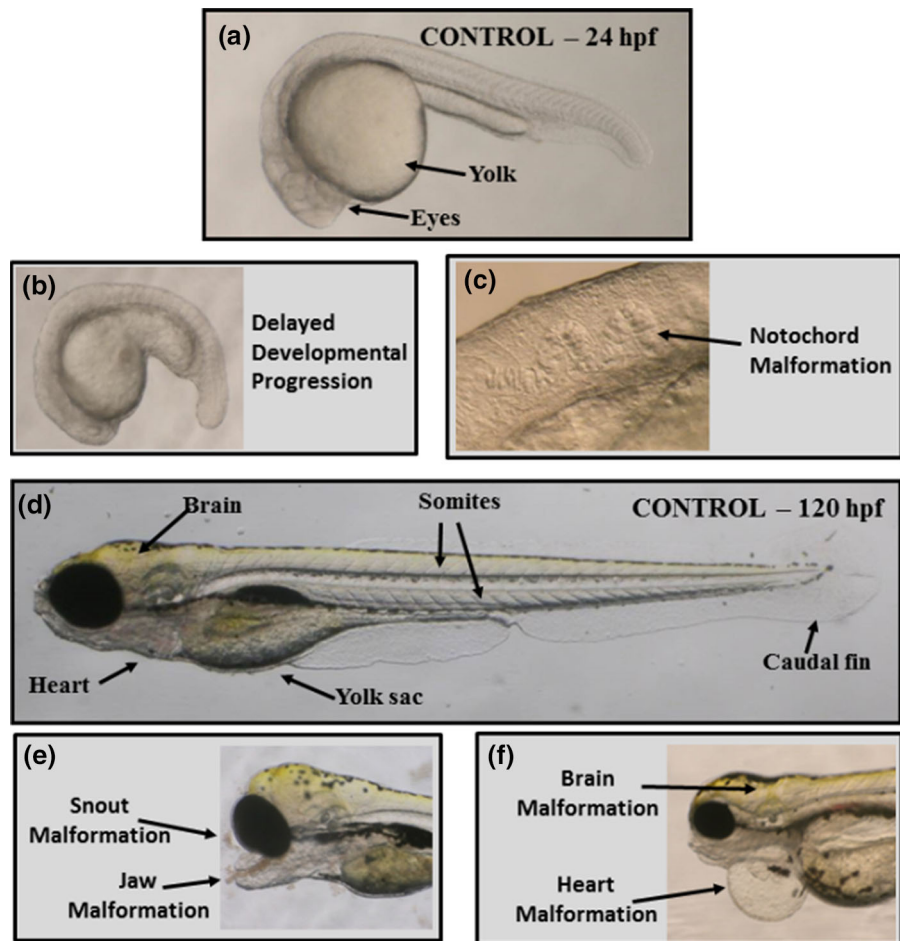 (a)
CONTROL – 24 hpf
Yolk
Eyes
(b)
Delayed
Developmental
Progression
(c)
Notochord
Malformation
(d)
Brain
Somites
CONTROL – 120 hpf
Heart
Yolk sac
Caudal fin
(e)
Snout
Malformation
Jaw
Malformation
(f)
Brain
Malformation
Heart
Malformation